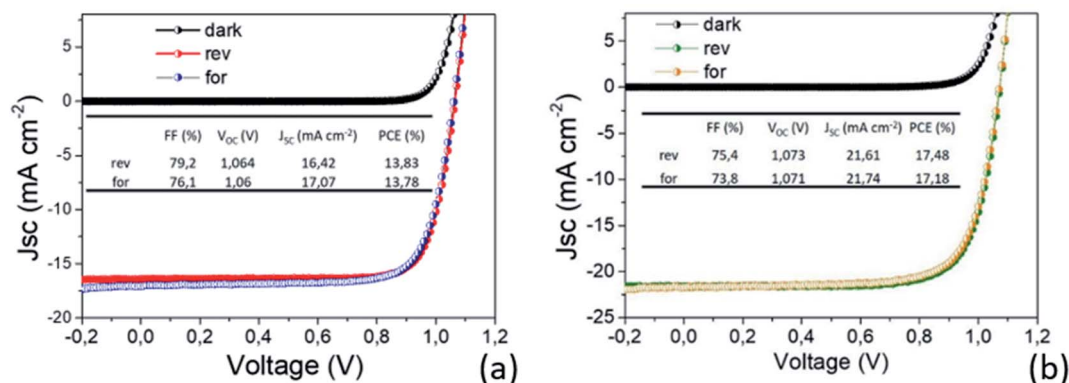 dark
rev
for
FF (%) V_OC (V) J_SC (mA cm⁻²) PCE (%)
rev 79,2 1,064 16,42 13,83
for 76,1 1,06 17,07 13,78
5
0
-5
-10
-15
-20
Jsc (mA cm⁻²)
-0,2 0,0 0,2 0,4 0,6 0,8 1,0 1,2
Voltage (V)
(a)
dark
rev
for
FF (%) V_OC (V) J_SC (mA cm⁻²) PCE (%)
rev 75,4 1,073 21,61 17,48
for 73,8 1,071 21,74 17,18
5
0
-5
-10
-15
-20
-25
Jsc (mA cm⁻²)
-0,2 0,0 0,2 0,4 0,6 0,8 1,0 1,2
Voltage (V)
(b)